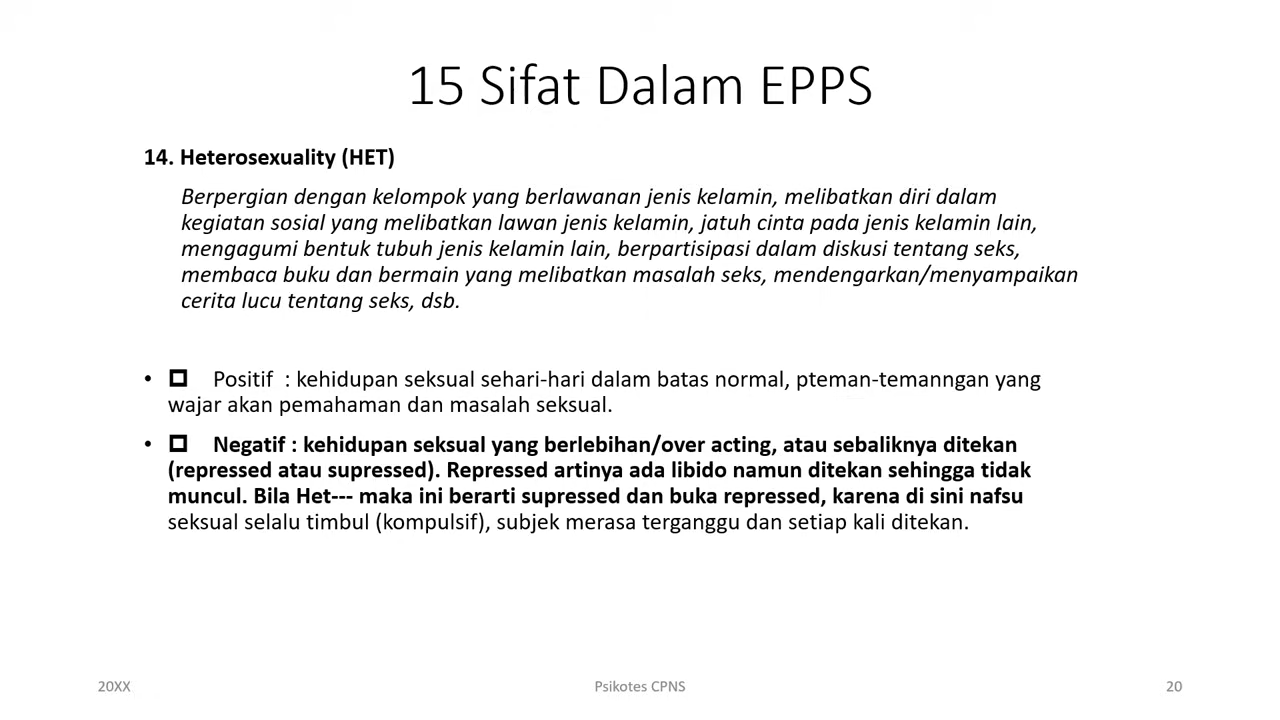 15 Sifat Dalam EPPS
14. Heterosexuality (HET)
Berpergian dengan kelompok yang berlawanan jenis kelamin, melibatkan diri dalam
kegiatan sosial yang melibatkan lawan jenis kelamin, jatuh cinta pada jenis kelamin lain,
mengagumi bentuk tubuh jenis kelamin lain, berpartisipasi dalam diskusi tentang seks,
membaca buku dan bermain yang melibatkan masalah seks, mendengarkan/menyampaikan
cerita lucu tentang seks, dsb.
• 🗖 Positif : kehidupan seksual sehari-hari dalam batas normal, pteman-temanngan yang
wajar akan pemahaman dan masalah seksual.
• 🗖 Negatif : kehidupan seksual yang berlebihan/over acting, atau sebaliknya ditekan
(repressed atau supressed). Repressed artinya ada libido namun ditekan sehingga tidak
muncul. Bila Het--- maka ini berarti supressed dan buka repressed, karena di sini nafsu
seksual selalu timbul (kompulsif), subjek merasa terganggu dan setiap kali ditekan.
20XX
Psikotes CPNS
20